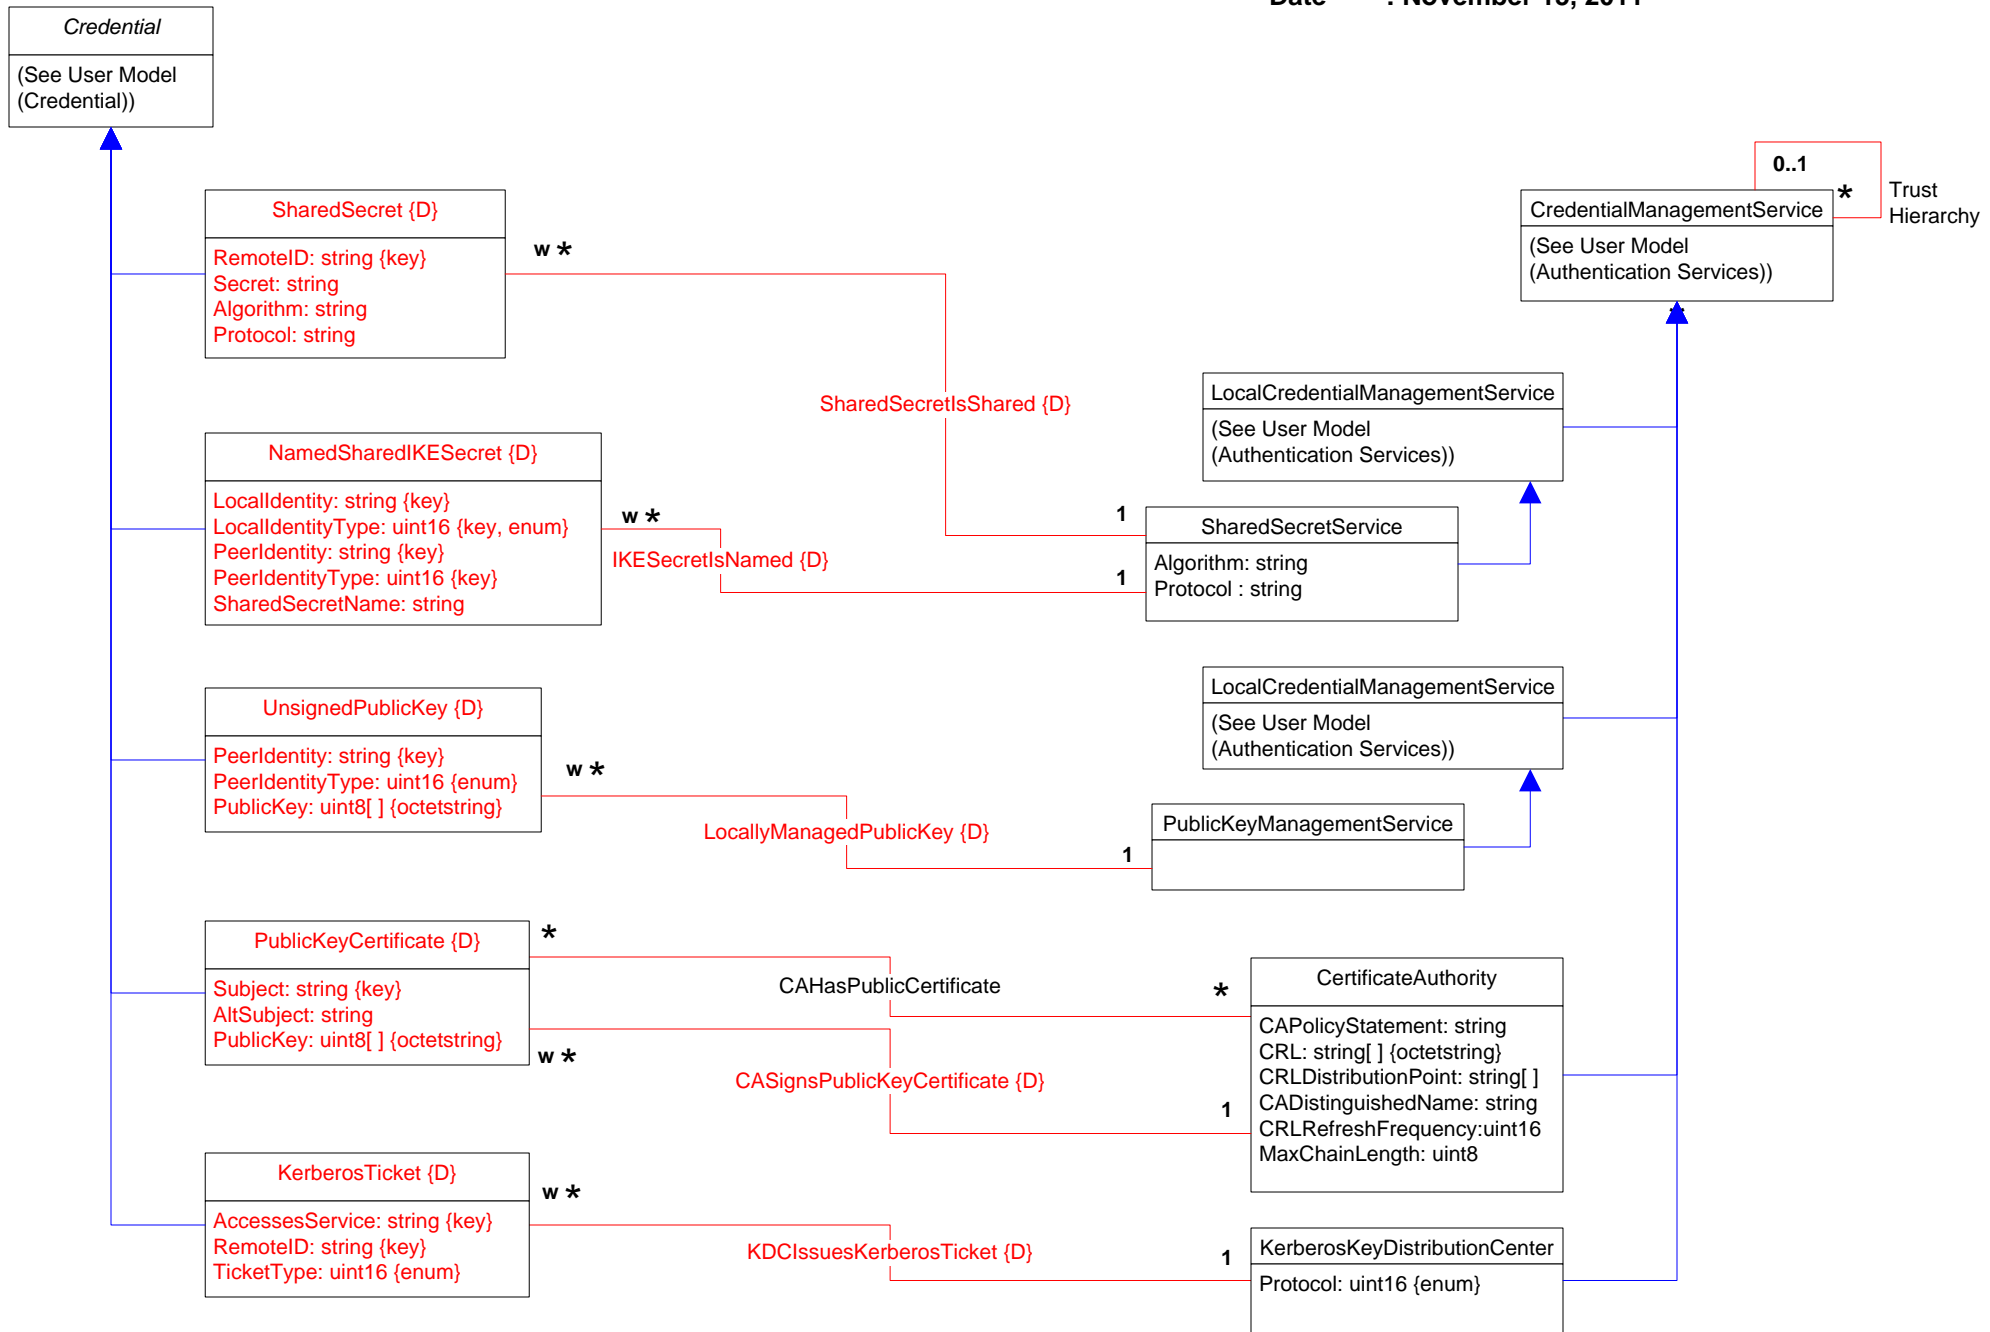 Date : November 15, 2011
Credential
(See User Model
(Credential))
0..1
*
Trust
Hierarchy
CredentialManagementService
(See User Model
(Authentication Services))
*
SharedSecret {D}
RemoteID: string {key}
Secret: string
Algorithm: string
Protocol: string
w *
SharedSecretIsShared {D}
LocalCredentialManagementService
(See User Model
(Authentication Services))
NamedSharedIKESecret {D}
LocalIdentity: string {key}
LocalIdentityType: uint16 {key, enum}
PeerIdentity: string {key}
PeerIdentityType: uint16 {key}
SharedSecretName: string
w *
IKESecretIsNamed {D}
1
1
SharedSecretService
Algorithm: string
Protocol : string
UnsignedPublicKey {D}
PeerIdentity: string {key}
PeerIdentityType: uint16 {enum}
PublicKey: uint8[ ] {octetstring}
w *
LocallyManagedPublicKey {D}
1
LocalCredentialManagementService
(See User Model
(Authentication Services))
PublicKeyManagementService
PublicKeyCertificate {D}
Subject: string {key}
AltSubject: string
PublicKey: uint8[ ] {octetstring}
*
CAHasPublicCertificate
*
w *
CASignsPublicKeyCertificate {D}
1
CertificateAuthority
CAPolicyStatement: string
CRL: string[ ] {octetstring}
CRLDistributionPoint: string[ ]
CADistinguishedName: string
CRLRefreshFrequency:uint16
MaxChainLength: uint8
KerberosTicket {D}
AccessesService: string {key}
RemoteID: string {key}
TicketType: uint16 {enum}
w *
KDCIssuesKerberosTicket {D}
1
KerberosKeyDistributionCenter
Protocol: uint16 {enum}